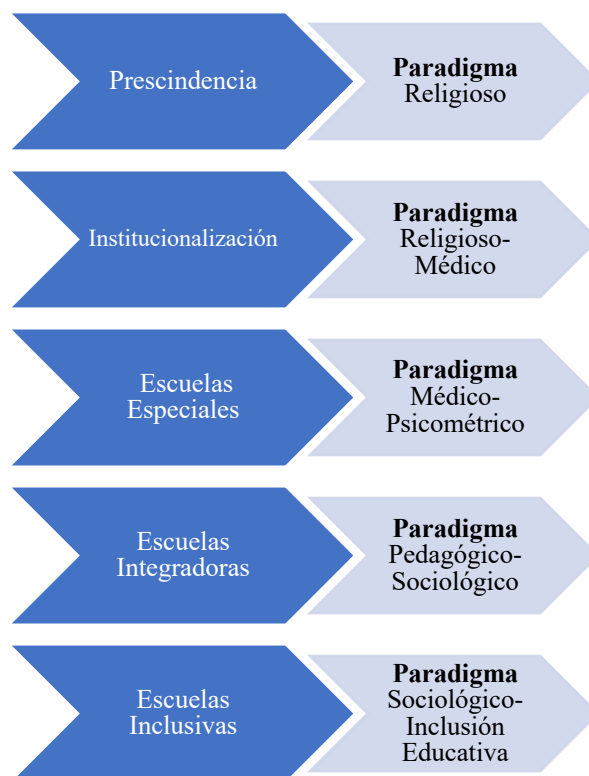 Prescindencia
Paradigma
Religioso
Institucionalización
Paradigma
Religioso-
Médico
Escuelas
Especiales
Paradigma
Médico-
Psicométrico
Escuelas
Integradoras
Paradigma
Pedagógico-
Sociológico
Escuelas
Inclusivas
Paradigma
Sociológico-
Inclusión
Educativa